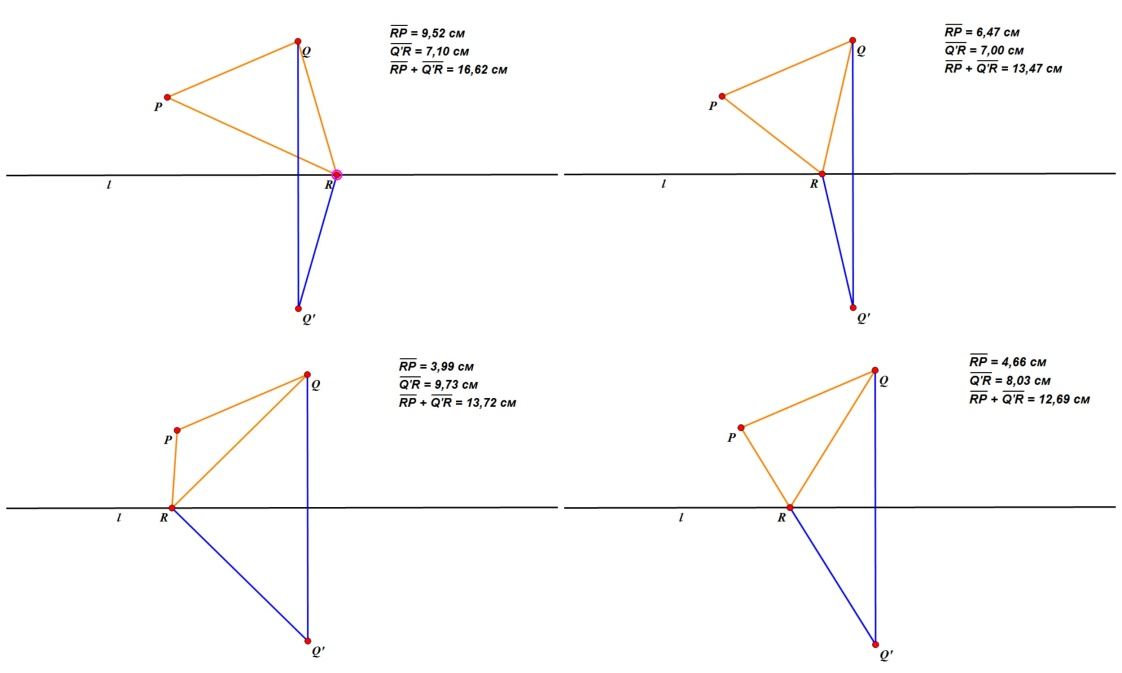 RP = 9,52 см
Q'R = 7,10 см
RP + Q'R = 16,62 см
Q
P
l
R
Q'
RP = 6,47 см
Q'R = 7,00 см
RP + Q'R = 13,47 см
Q
P
l
R
Q'
RP = 3,99 см
Q'R = 9,73 см
RP + Q'R = 13,72 см
Q
P
l
R
Q'
RP = 4,66 см
Q'R = 8,03 см
RP + Q'R = 12,69 см
Q
P
l
R
Q'